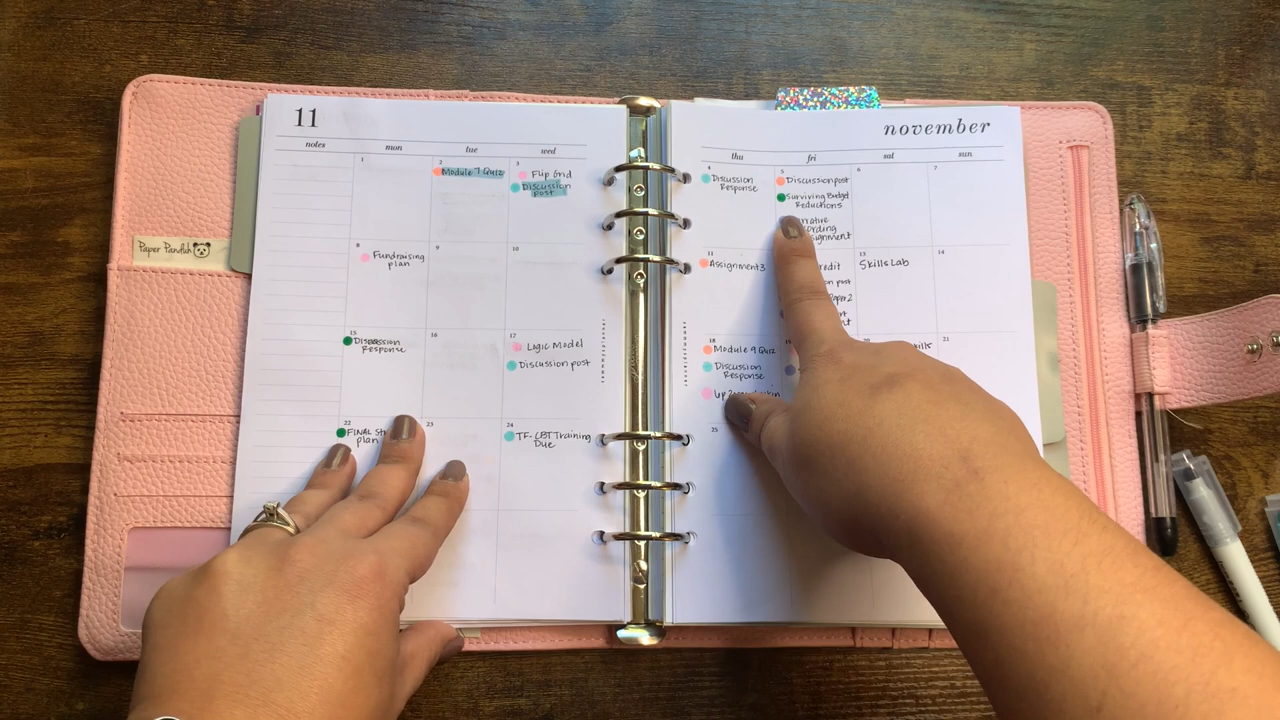 11
november
notes
mon
tue
wed
thu
fri
sat
sun
1
2
Module 7 Quiz
3
Flip Grid
Discussion
post
4
Discussion
Response
5
Discussion post
Surviving Budget
Reductions
6
7
8
Fundraising
plan
9
10
11
Assignment 3
13
Skills Lab
14
15
Discussion
Response
16
17
Logic Model
Discussion post
18
Module 9 Quiz
Discussion
Response
21
22
FINAL
plan
23
24
TF-CBT Training
Due
25
Paper Panduh